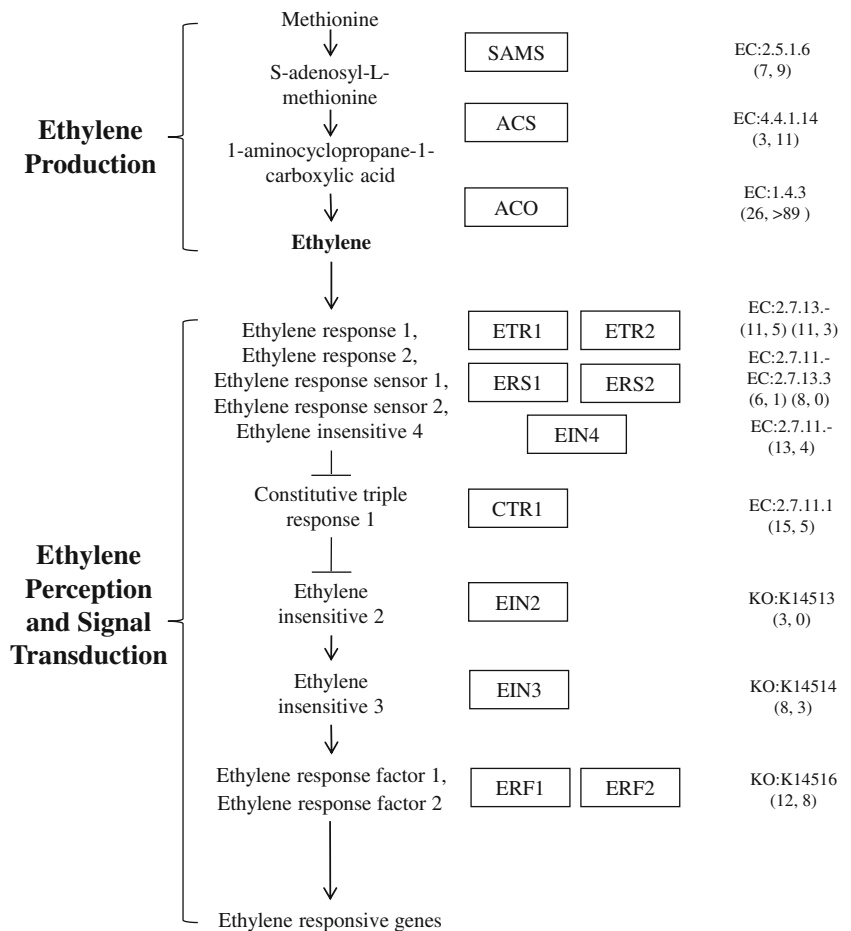 Ethylene
Production
Methionine
S-adenosyl-L-
methionine
1-aminocyclopropane-1-
carboxylic acid
Ethylene
SAMS
EC:2.5.1.6
(7, 9)
ACS
EC:4.4.1.14
(3, 11)
ACO
EC:1.4.3
(26, >89 )
Ethylene
Perception
and Signal
Transduction
Ethylene response 1,
Ethylene response 2,
Ethylene response sensor 1,
Ethylene response sensor 2,
Ethylene insensitive 4
ETR1 ETR2
EC:2.7.13.-
(11, 5) (11, 3)
ERS1 ERS2
EC:2.7.11.-
EC:2.7.13.3
(6, 1) (8, 0)
EIN4
EC:2.7.11.-
(13, 4)
Constitutive triple
response 1
CTR1
EC:2.7.11.1
(15, 5)
Ethylene
insensitive 2
EIN2
KO:K14513
(3, 0)
Ethylene
insensitive 3
EIN3
KO:K14514
(8, 3)
Ethylene response factor 1,
Ethylene response factor 2
ERF1 ERF2
KO:K14516
(12, 8)
Ethylene responsive genes